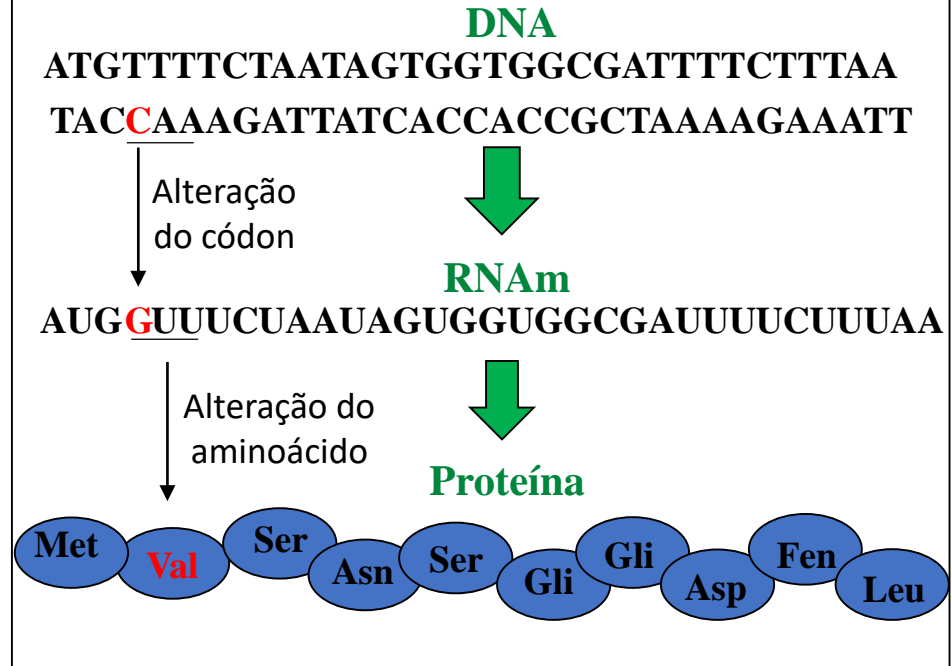 DNA
ATGTTTTCTAATAGTGGTGGCGATTTTCTTTAA
TACCAAAGATTATCACCACCGCTAAAAGAAATT
Alteração
do códon
RNAm
AUGGUUUCUAAUAGUGGUGGCGAUUUUCUUUAA
Alteração do
aminoácido
Proteína
Met Val Ser Asn Ser Gli Gli Asp Fen Leu